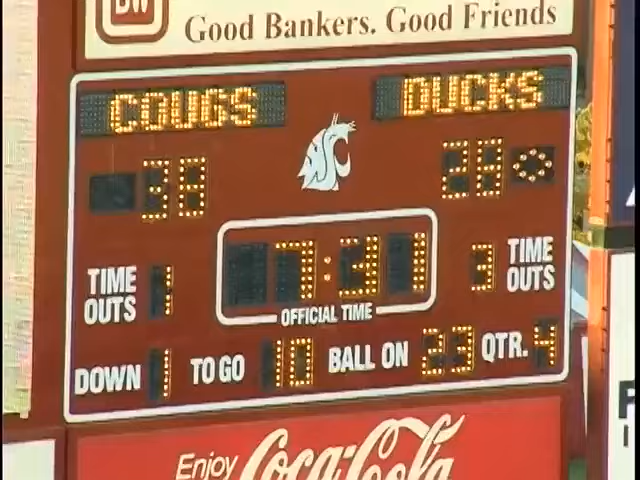 BW
Good Bankers. Good Friends
COUGS DUCKS
38 28
7:31
TIME OUTS 1 3 TIME OUTS
OFFICIAL TIME
DOWN 1 TO GO 10 BALL ON 23 QTR. 4
Enjoy Coca-Cola